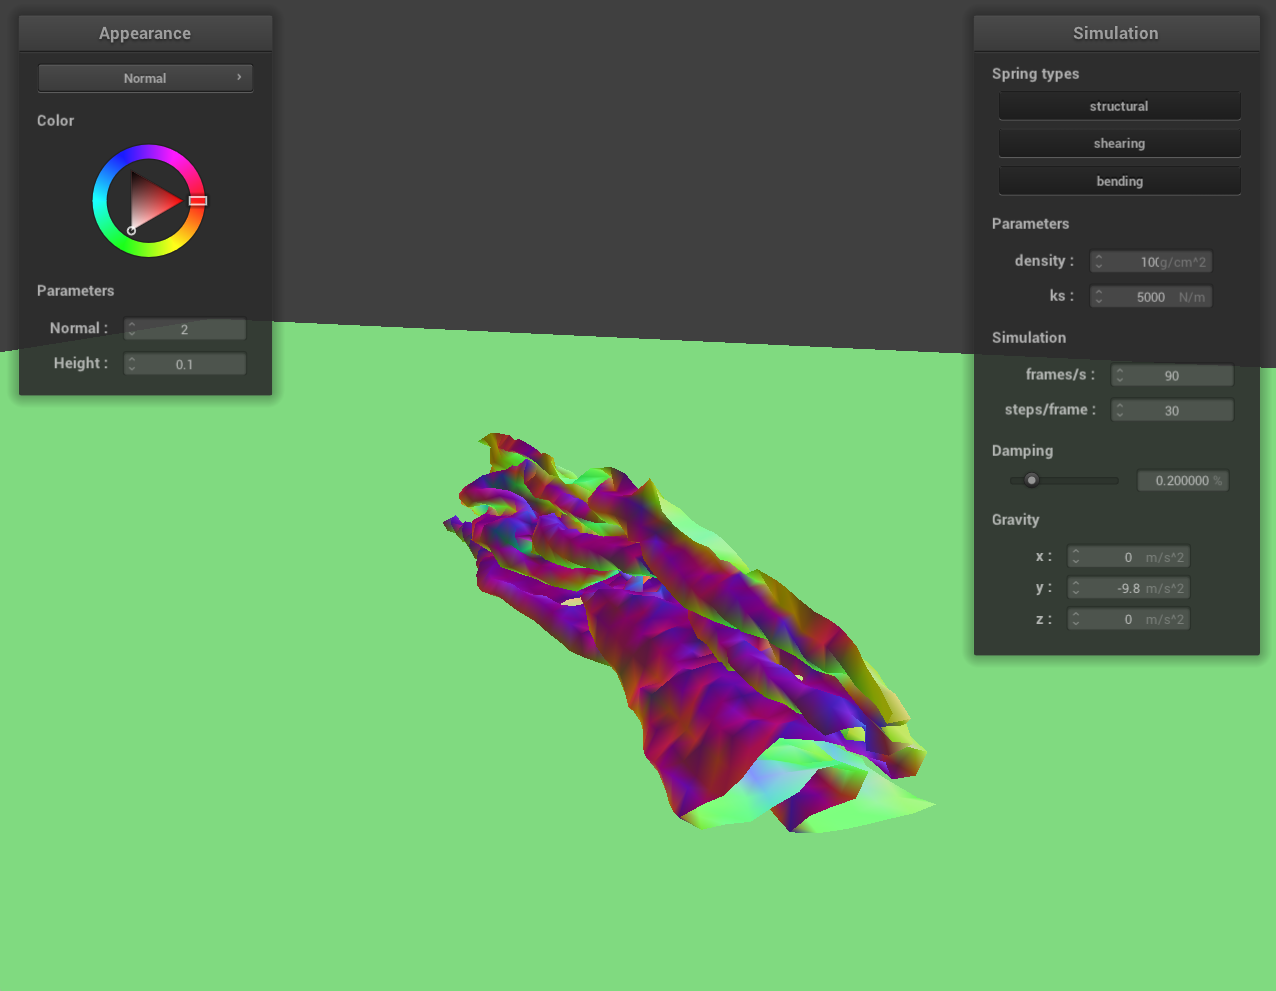 Appearance
Normal
Color
Parameters
Normal : 2
Height : 0.1
Simulation
Spring types
structural
shearing
bending
Parameters
density : 100 g/cm^2
ks : 5000 N/m
Simulation
frames/s : 90
steps/frame : 30
Damping
0.200000 %
Gravity
x : 0 m/s^2
y : -9.8 m/s^2
z : 0 m/s^2